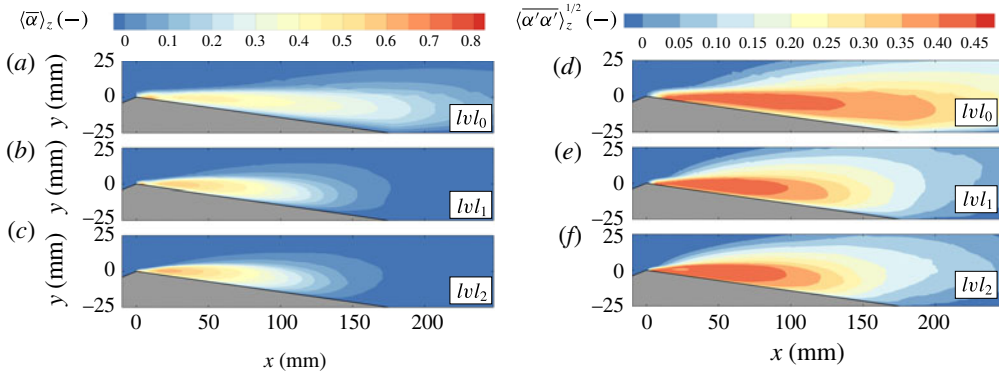 ⟨α̅⟩z (–)
0 0.1 0.2 0.3 0.4 0.5 0.6 0.7 0.8
⟨α′α′⟩z^1/2 (–)
0 0.05 0.10 0.15 0.20 0.25 0.30 0.35 0.40 0.45
(a)
25
0
−25
y (mm)
lvl0
(b)
25
0
−25
y (mm)
lvl1
(c)
25
0
−25
y (mm)
lvl2
0 50 100 150 200
x (mm)
(d)
25
0
−25
lvl0
(e)
25
0
−25
lvl1
(f)
25
0
−25
lvl2
0 50 100 150 200
x (mm)